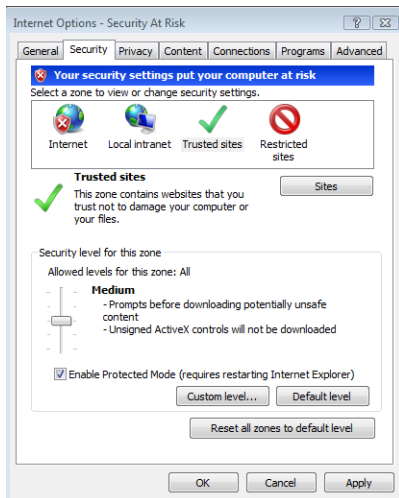 Internet Options - Security At Risk
General Security Privacy Content Connections Programs Advanced
Your security settings put your computer at risk
Select a zone to view or change security settings.
Internet Local intranet Trusted sites Restricted
sites
Trusted sites
Sites
This zone contains websites that you
trust not to damage your computer or
your files.
Security level for this zone
Allowed levels for this zone: All
Medium
- Prompts before downloading potentially unsafe
content
- Unsigned ActiveX controls will not be downloaded
Enable Protected Mode (requires restarting Internet Explorer)
Custom level... Default level
Reset all zones to default level
OK Cancel Apply